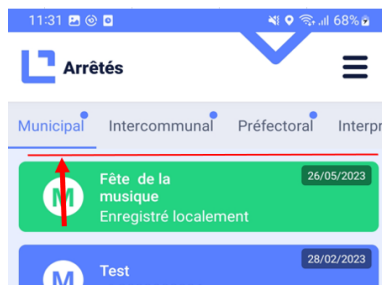 11:31 68%
Arrêtés
Municipal Intercommunal Préfectoral Interpr
26/05/2023
Fête de la
musique
M
Enregistré localement
28/02/2023
Test
M